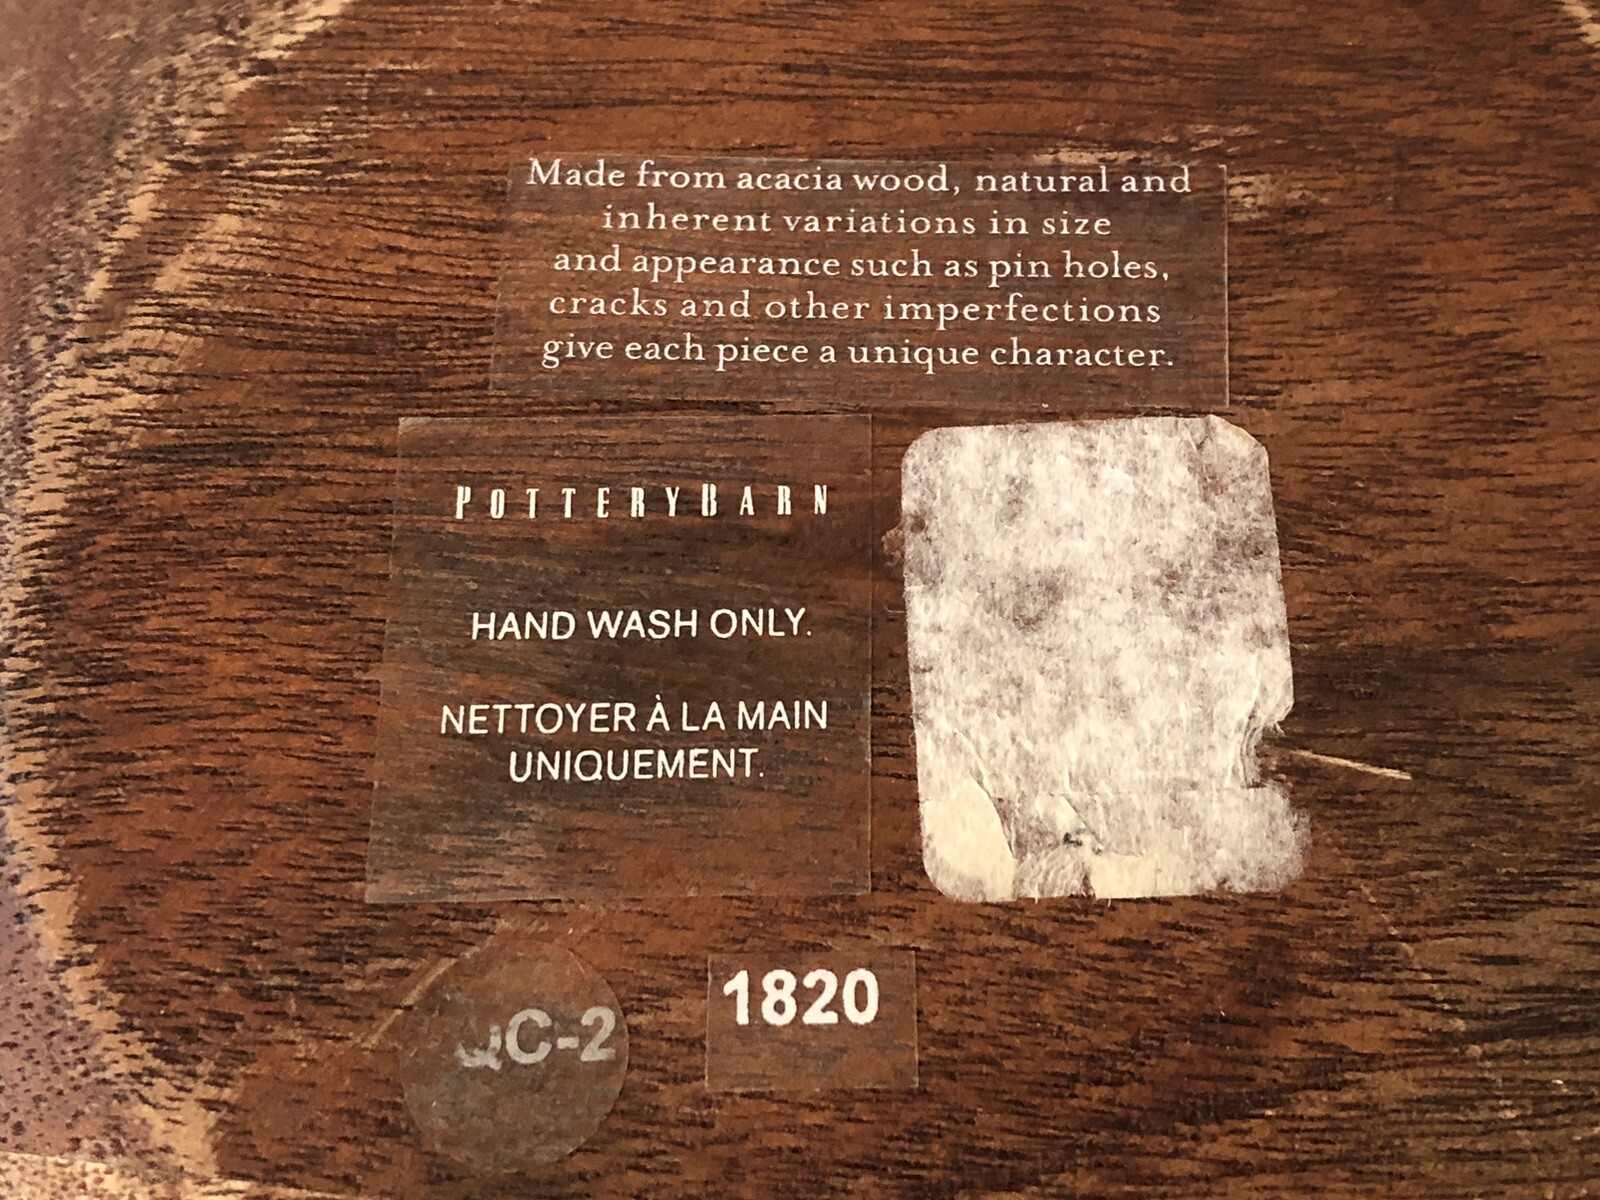 Made from acacia wood, natural and
inherent variations in size
and appearance such as pin holes,
cracks and other imperfections
give each piece a unique character.
POTTERYBARN
HAND WASH ONLY.
NETTOYER À LA MAIN
UNIQUEMENT.
QC-2
1820